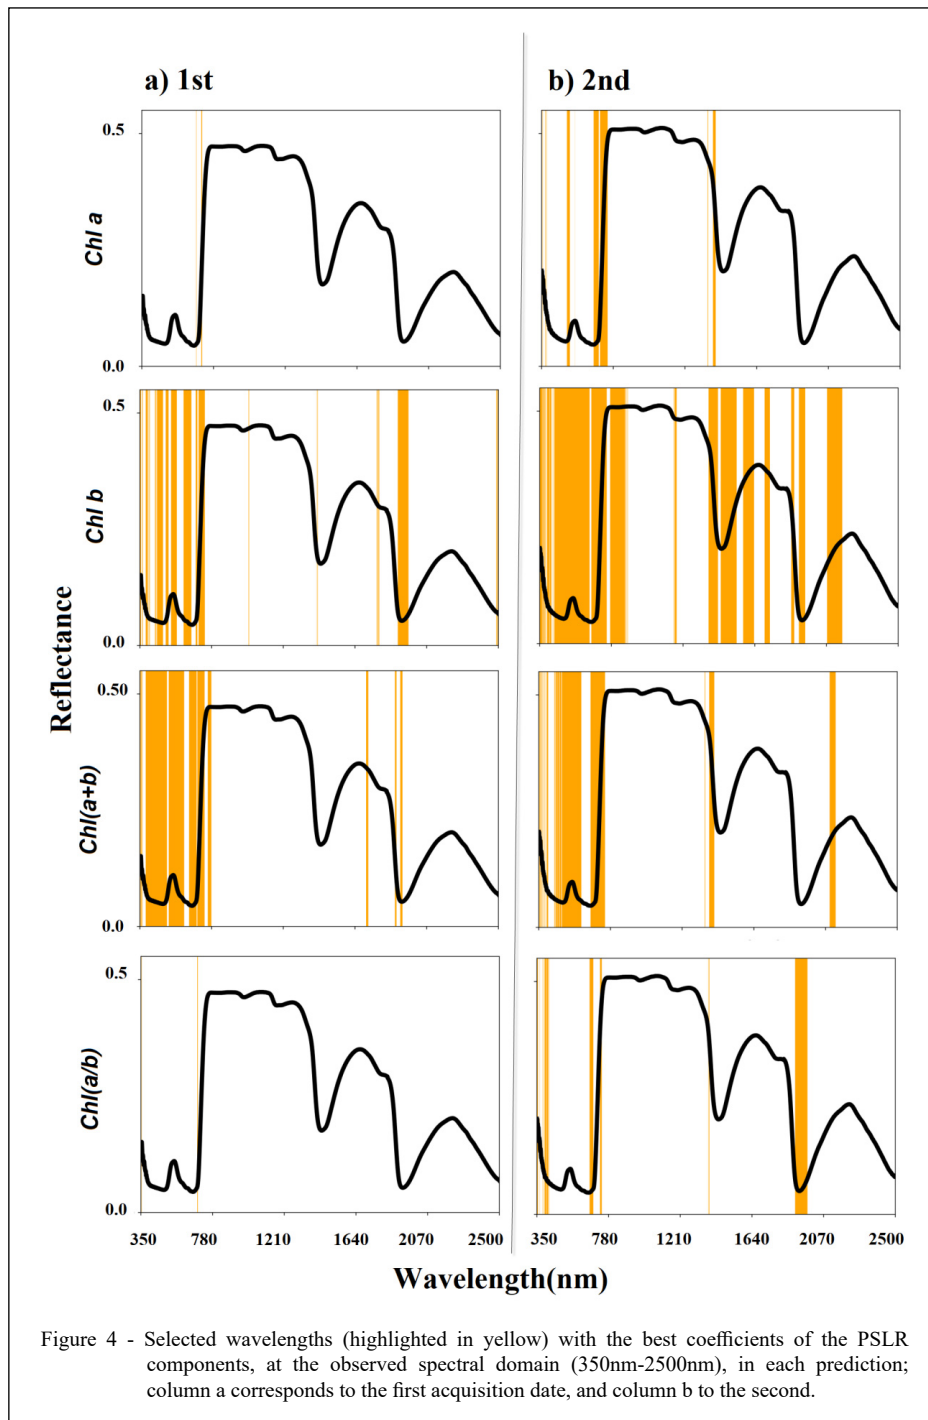 a) 1st
b) 2nd
Reflectance
Chl a
0.5
0.0
Chl b
0.5
0.0
Chl(a+b)
0.50
0.0
Chl(a/b)
0.5
0.0
350 780 1210 1640 2070 2500
350 780 1210 1640 2070 2500
Wavelength(nm)
Figure 4 - Selected wavelengths (highlighted in yellow) with the best coefficients of the PSLR
components, at the observed spectral domain (350nm-2500nm), in each prediction;
column a corresponds to the first acquisition date, and column b to the second.